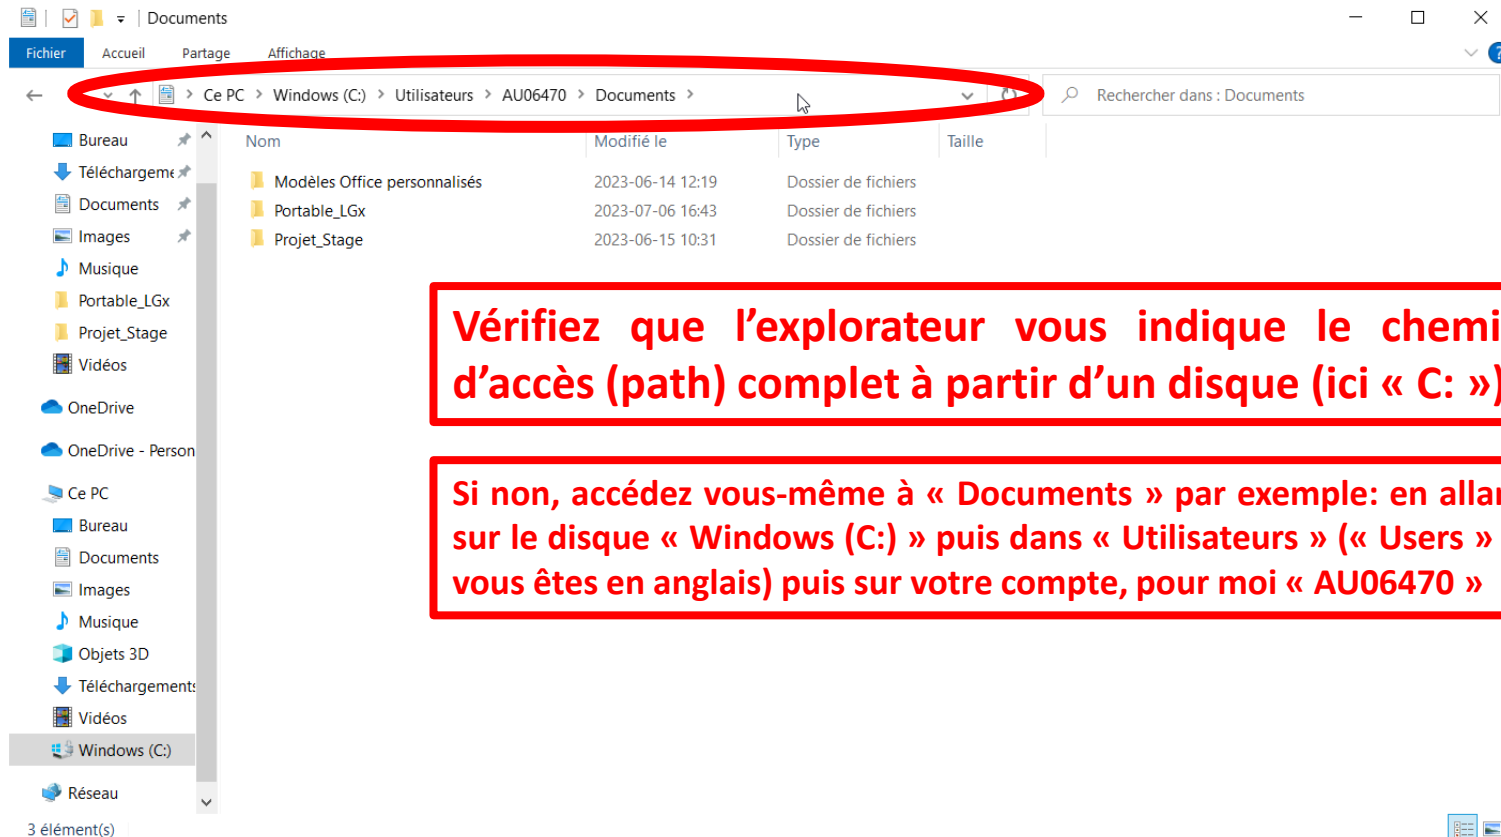 Documents
Fichier Accueil Partage Affichage
Ce PC > Windows (C:) > Utilisateurs > AU06470 > Documents >
Rechercher dans : Documents
Nom Modifié le Type Taille
Modèles Office personnalisés 2023-06-14 12:19 Dossier de fichiers
Portable_LGx 2023-07-06 16:43 Dossier de fichiers
Projet_Stage 2023-06-15 10:31 Dossier de fichiers
Bureau
Téléchargeme
Documents
Images
Musique
Portable_LGx
Projet_Stage
Vidéos
OneDrive
OneDrive - Person
Ce PC
Bureau
Documents
Images
Musique
Objets 3D
Téléchargements
Vidéos
Windows (C:)
Réseau
3 élément(s)
Vérifiez que l’explorateur vous indique le chemi
d’accès (path) complet à partir d’un disque (ici « C: »)
Si non, accédez vous-même à « Documents » par exemple: en allan
sur le disque « Windows (C:) » puis dans « Utilisateurs » (« Users »
vous êtes en anglais) puis sur votre compte, pour moi « AU06470 »